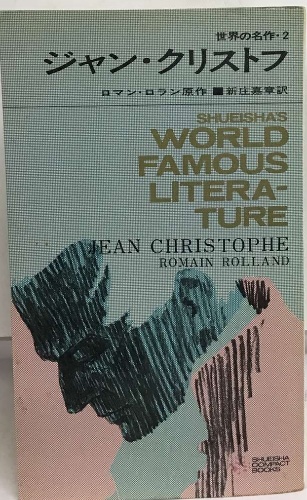 世界の名作・2
ジャン・クリストフ
ロマン・ロラン原作 ■新庄嘉章訳
SHUEISHA'S
WORLD
FAMOUS
LITERA-
TURE
JEAN CHRISTOPHE
ROMAIN ROLLAND
SHUEISHA
COMPACT
BOOKS